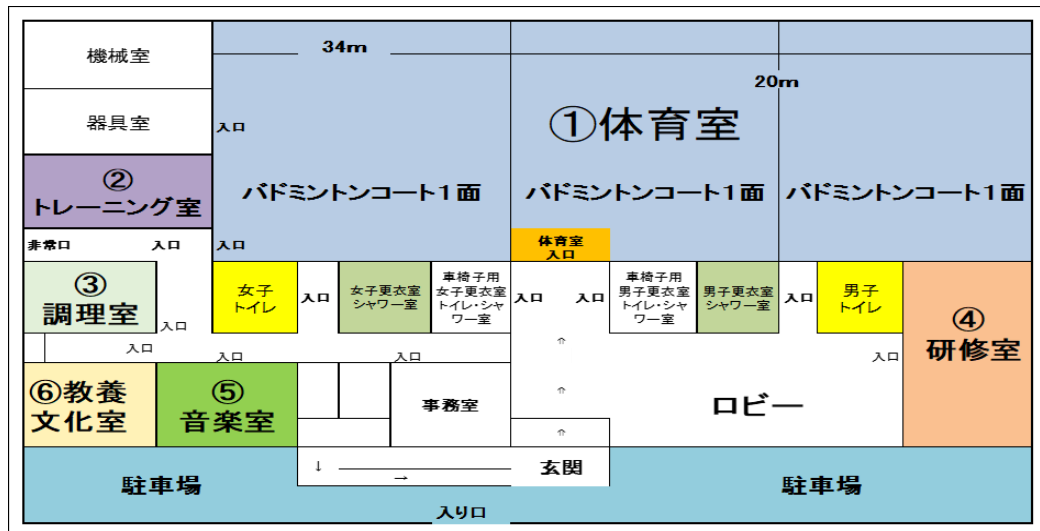 機械室
34m
20m
器具室
入口
①体育室
②
トレーニング室
バドミントンコート１面
バドミントンコート１面
バドミントンコート１面
非常口
入口
入口
体育室
入口
③
調理室
入口
女子
トイレ
入口
女子更衣室
シャワー室
車椅子用
女子更衣室
トイレ・シャ
ワー室
入口
入口
車椅子用
男子更衣室
トイレ・シャ
ワー室
男子更衣室
シャワー室
入口
男子
トイレ
④
研修室
入口
入口
入口
入口
⑥教養
文化室
⑤
音楽室
事務室
ロビー
⇑
⇑
⇑
↓
→
玄関
駐車場
駐車場
入り口